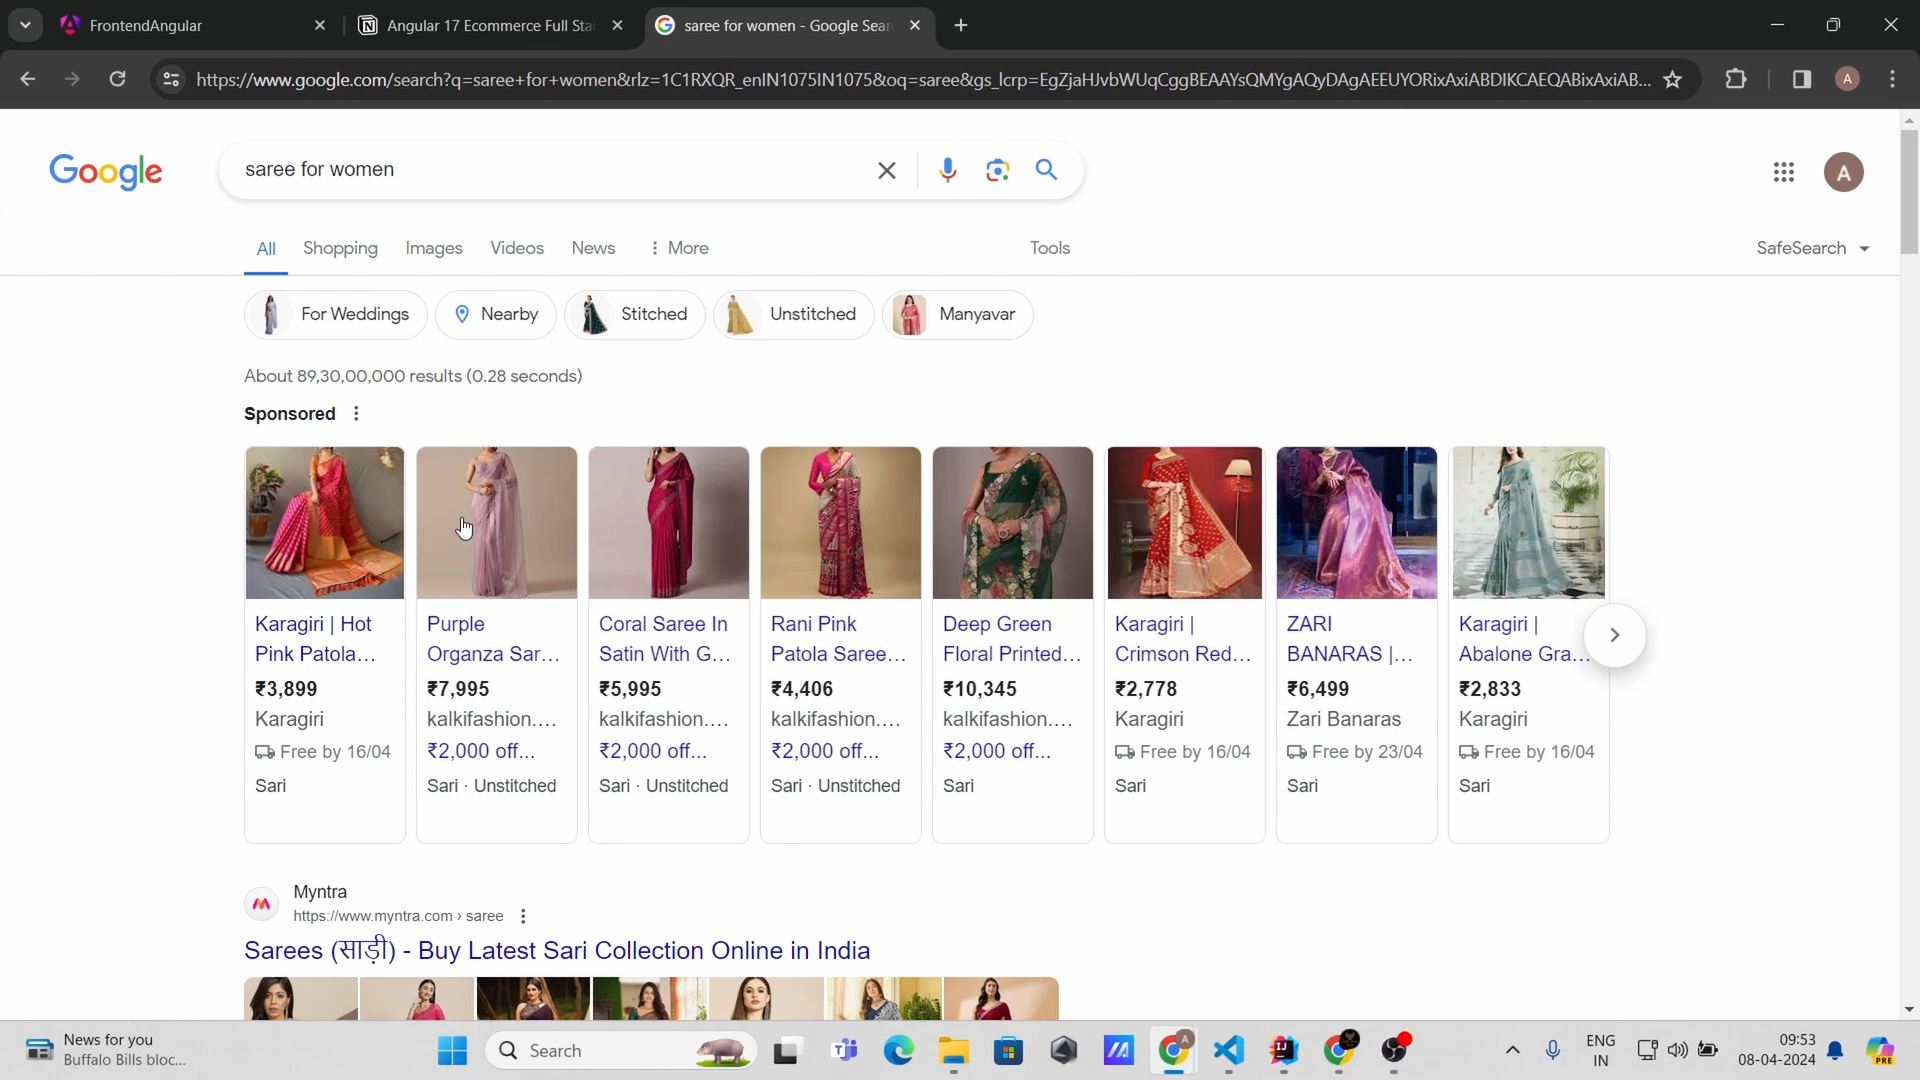 FrontendAngular
Angular 17 Ecommerce Full Sta
saree for women - Google Sear
https://www.google.com/search?q=saree+for+women&rlz=1C1RXQR_enIN1075IN1075&oq=saree&gs_lcrp=EgZjaHJvbWUqCggBEAAYsQMYgAQyDAgAEEUYORixAxiABDIKCAEQABixAxiAB...
A
Google
saree for women
A
All
Shopping
Images
Videos
News
More
Tools
SafeSearch
For Weddings
Nearby
Stitched
Unstitched
Manyavar
About 89,30,00,000 results (0.28 seconds)
Sponsored
Karagiri | Hot
Pink Patola...
₹3,899
Karagiri
Free by 16/04
Sari
Purple
Organza Sar...
₹7,995
kalkifashion....
₹2,000 off...
Sari · Unstitched
Coral Saree In
Satin With G...
₹5,995
kalkifashion....
₹2,000 off...
Sari · Unstitched
Rani Pink
Patola Saree...
₹4,406
kalkifashion....
₹2,000 off...
Sari · Unstitched
Deep Green
Floral Printed...
₹10,345
kalkifashion....
₹2,000 off...
Sari
Karagiri |
Crimson Red...
₹2,778
Karagiri
Free by 16/04
Sari
ZARI
BANARAS |...
₹6,499
Zari Banaras
Free by 23/04
Sari
Karagiri |
Abalone Gra...
₹2,833
Karagiri
Free by 16/04
Sari
Myntra
https://www.myntra.com › saree
Sarees (साड़ी) - Buy Latest Sari Collection Online in India
News for you
Buffalo Bills bloc...
Search
ENG
IN
09:53
08-04-2024
PRE